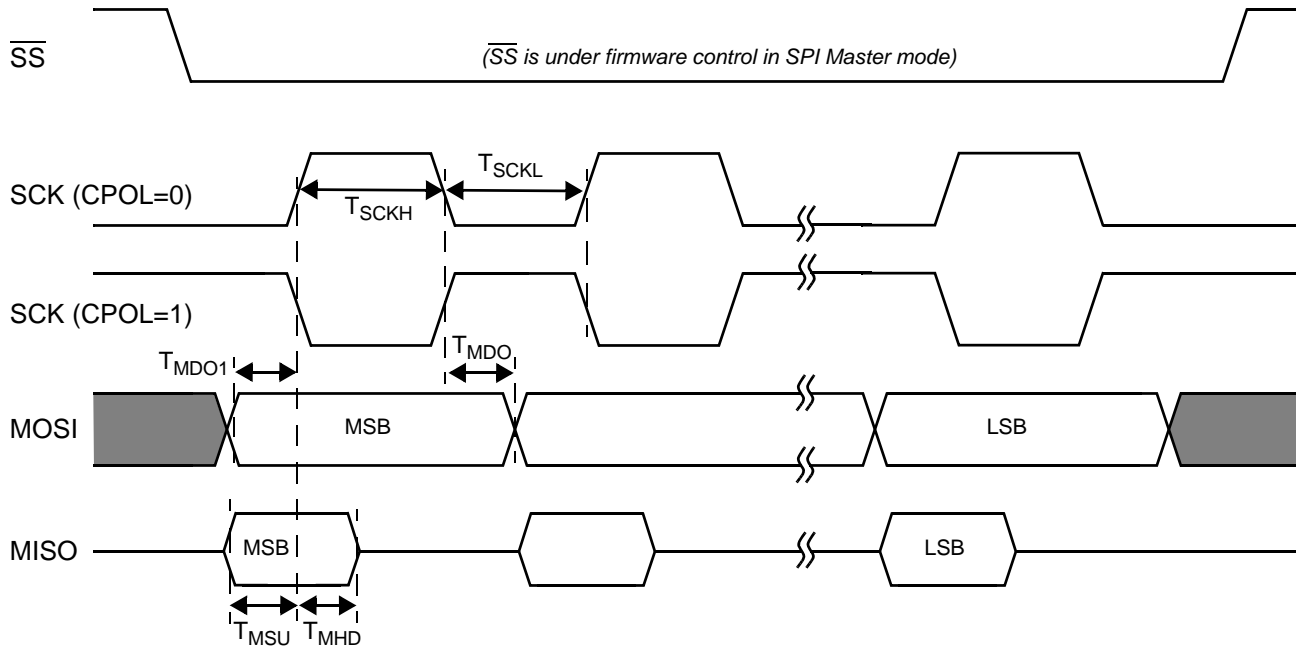 SS
(SS is under firmware control in SPI Master mode)
SCK (CPOL=0)
TSCKH
TSCKL
SCK (CPOL=1)
TMDO1
TMDO
MOSI
MSB
LSB
MISO
MSB
LSB
TMSU
TMHD